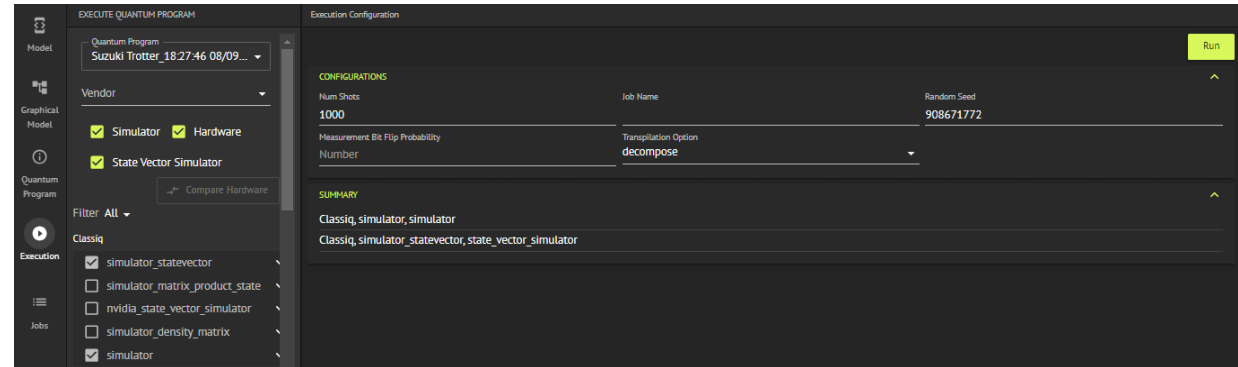 EXECUTE QUANTUM PROGRAM
Execution Configuration
Model
Graphical
Model
Quantum
Program
Execution
Jobs
Quantum Program
Suzuki Trotter_18:27:46 08/09...
Vendor
Simulator
Hardware
State Vector Simulator
Compare Hardware
Filter All
Classiq
simulator_statevector
simulator_matrix_product_state
nvidia_state_vector_simulator
simulator_density_matrix
simulator
Run
CONFIGURATIONS
Num Shots
1000
Job Name
Random Seed
908671772
Measurement Bit Flip Probability
Number
Transpilation Option
decompose
SUMMARY
Classiq, simulator, simulator
Classiq, simulator_statevector, state_vector_simulator